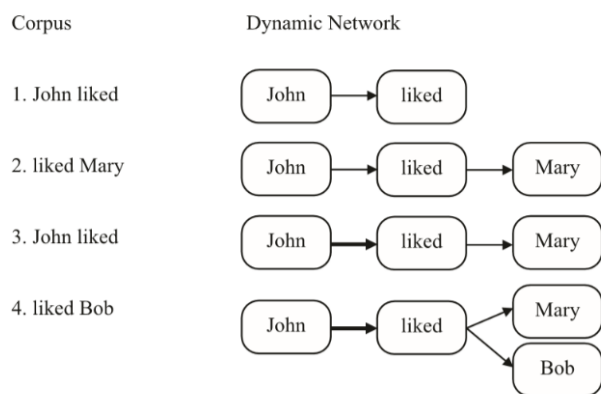 Corpus Dynamic Network
1. John liked John liked
2. liked Mary John liked Mary
3. John liked John liked Mary
4. liked Bob John liked Mary
Bob